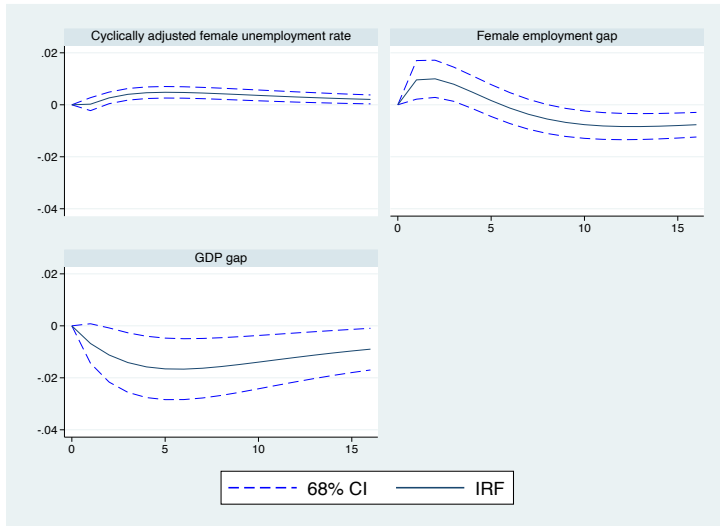 Cyclically adjusted female unemployment rate
Female employment gap
.02
0
-.02
-.04
0 5 10 15
GDP gap
.02
0
-.02
-.04
0 5 10 15
68% CI IRF